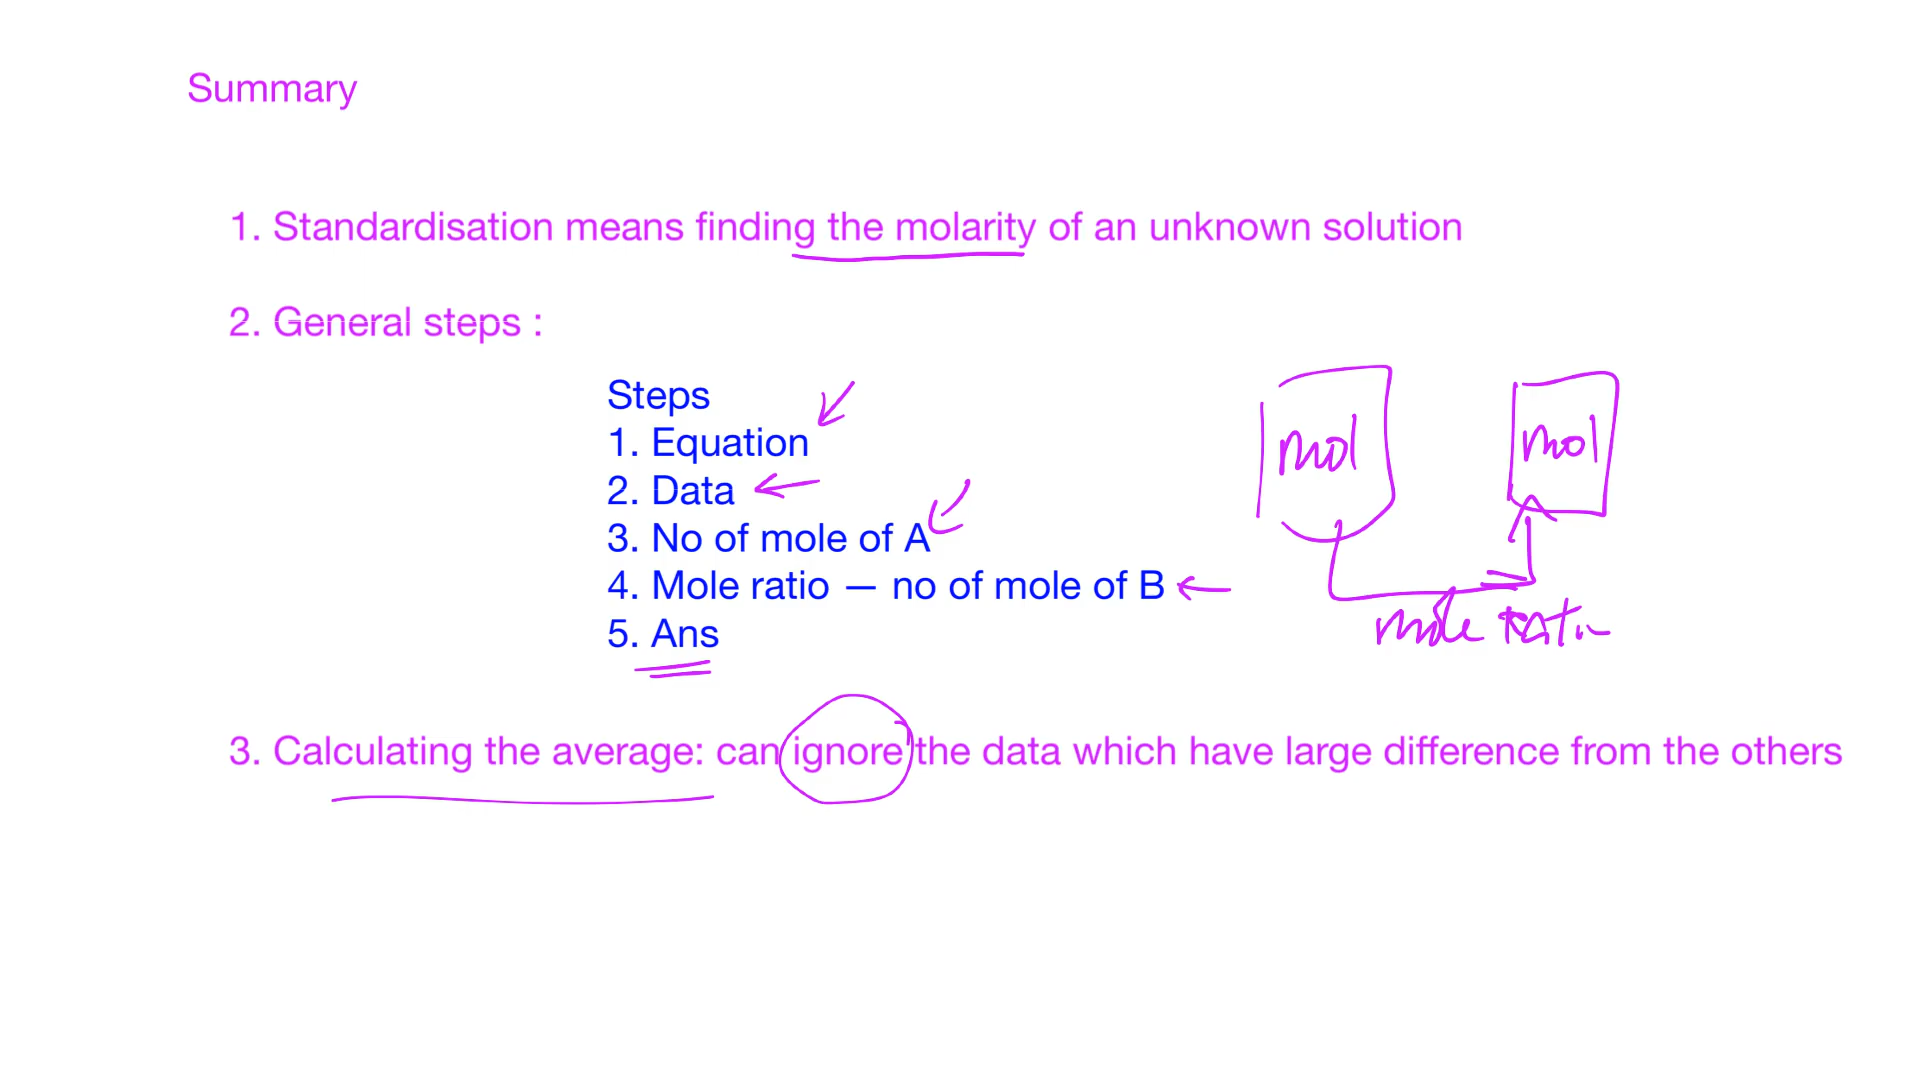 Summary
1. Standardisation means finding the molarity of an unknown solution
2. General steps :
Steps
1. Equation
2. Data
3. No of mole of A
4. Mole ratio — no of mole of B
5. Ans
mol
mol
mole ratio
3. Calculating the average: can ignore the data which have large difference from the others